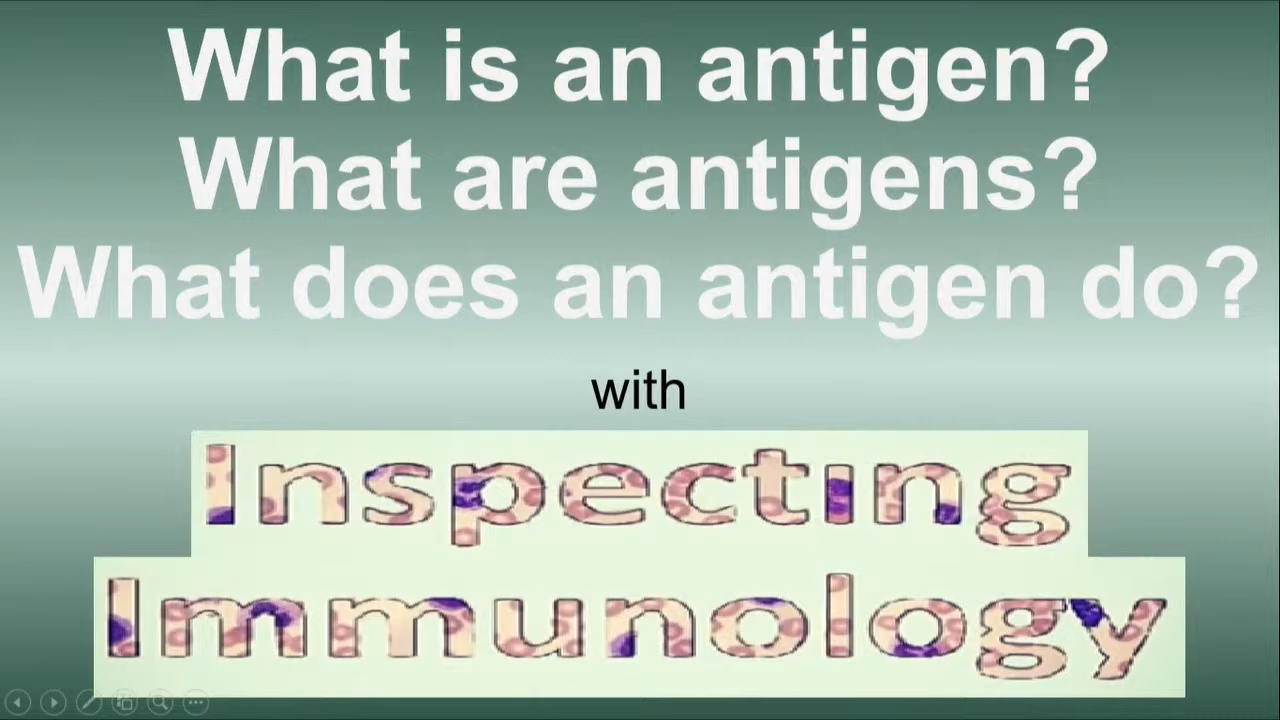 What is an antigen?
What are antigens?
What does an antigen do?
with
Inspecting
Immunology